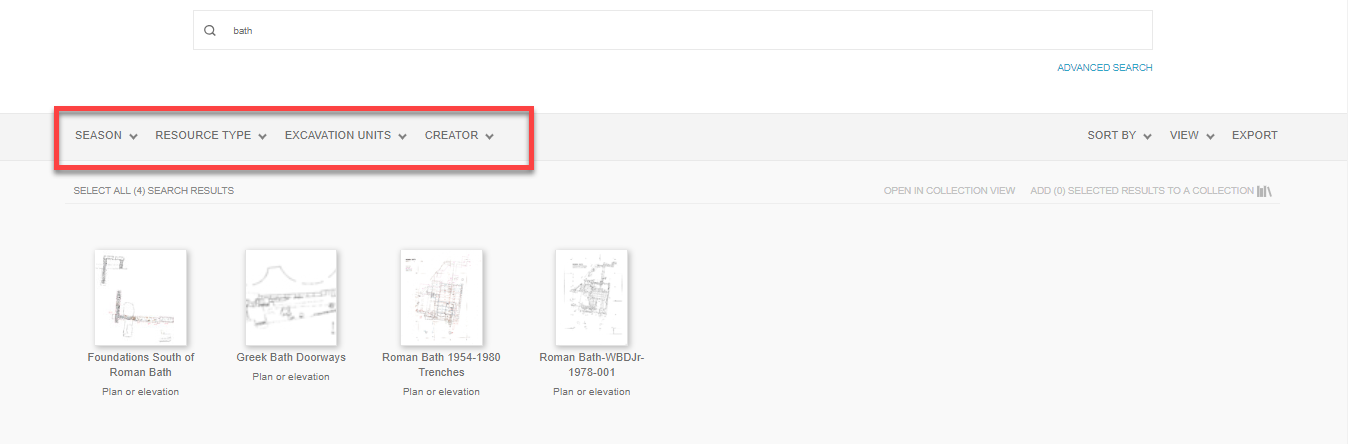 bath
ADVANCED SEARCH
SEASON RESOURCE TYPE EXCAVATION UNITS CREATOR SORT BY VIEW EXPORT
SELECT ALL (4) SEARCH RESULTS OPEN IN COLLECTION VIEW ADD (0) SELECTED RESULTS TO A COLLECTION
Foundations South of
Roman Bath
Plan or elevation
Greek Bath Doorways
Plan or elevation
Roman Bath 1954-1980
Trenches
Plan or elevation
Roman Bath-WBDJr-
1978-001
Plan or elevation